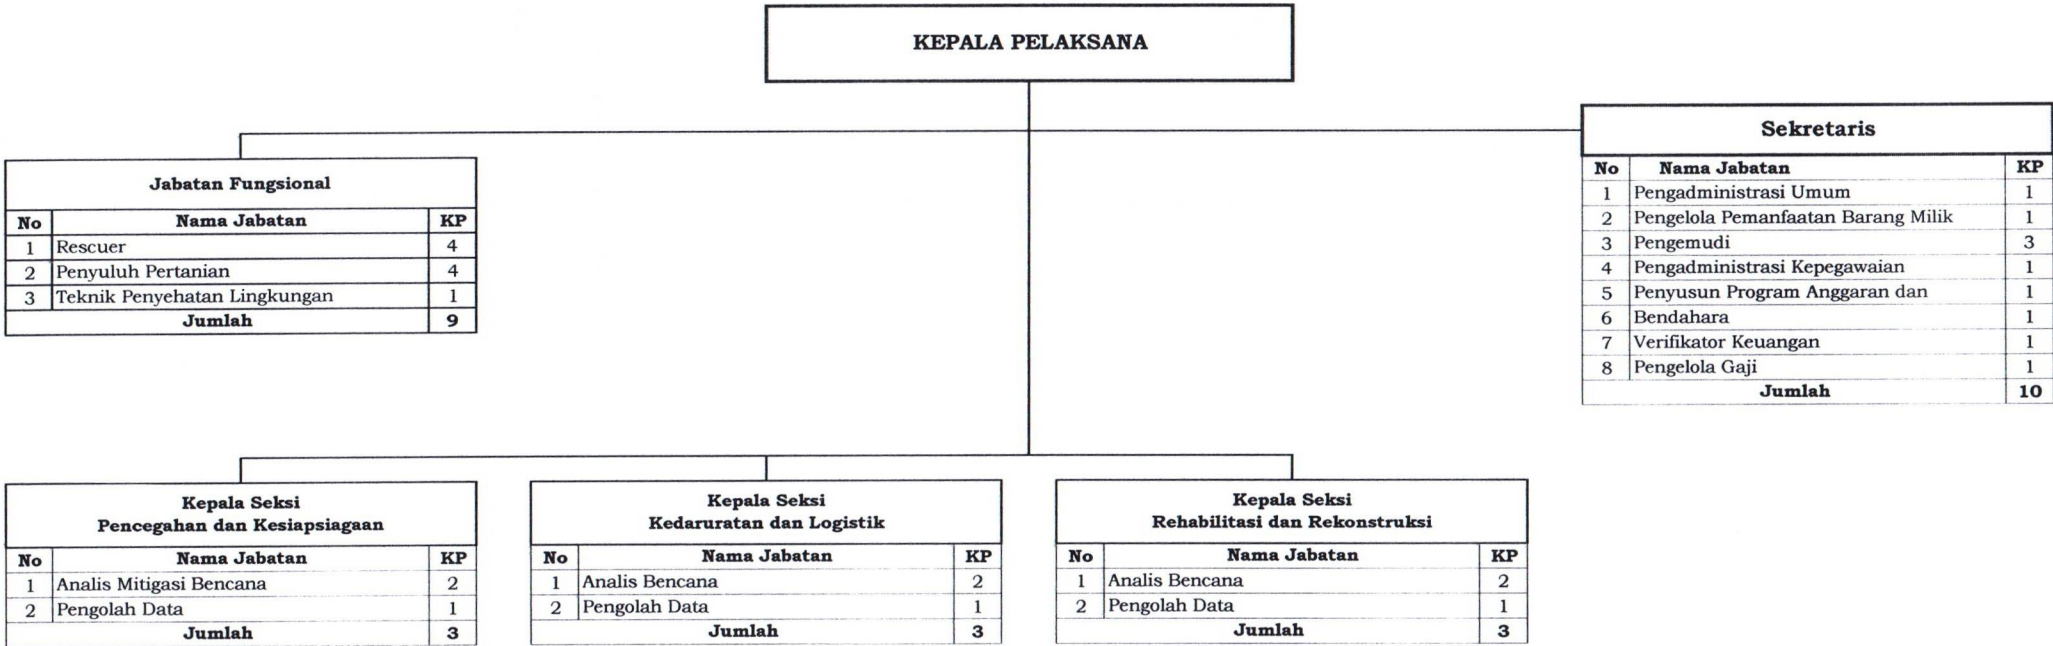 KEPALA PELAKSANA
Sekretaris
No Nama Jabatan KP
1 Pengadministrasi Umum 1
2 Pengelola Pemanfaatan Barang Milik 1
3 Pengemudi 3
4 Pengadministrasi Kepegawaian 1
5 Penyusun Program Anggaran dan 1
6 Bendahara 1
7 Verifikator Keuangan 1
8 Pengelola Gaji 1
Jumlah 10
Jabatan Fungsional
No Nama Jabatan KP
1 Rescuer 4
2 Penyuluh Pertanian 4
3 Teknik Penyehatan Lingkungan 1
Jumlah 9
Kepala Seksi
Pencegahan dan Kesiapsiagaan
No Nama Jabatan KP
1 Analis Mitigasi Bencana 2
2 Pengolah Data 1
Jumlah 3
Kepala Seksi
Kedaruratan dan Logistik
No Nama Jabatan KP
1 Analis Bencana 2
2 Pengolah Data 1
Jumlah 3
Kepala Seksi
Rehabilitasi dan Rekonstruksi
No Nama Jabatan KP
1 Analis Bencana 2
2 Pengolah Data 1
Jumlah 3